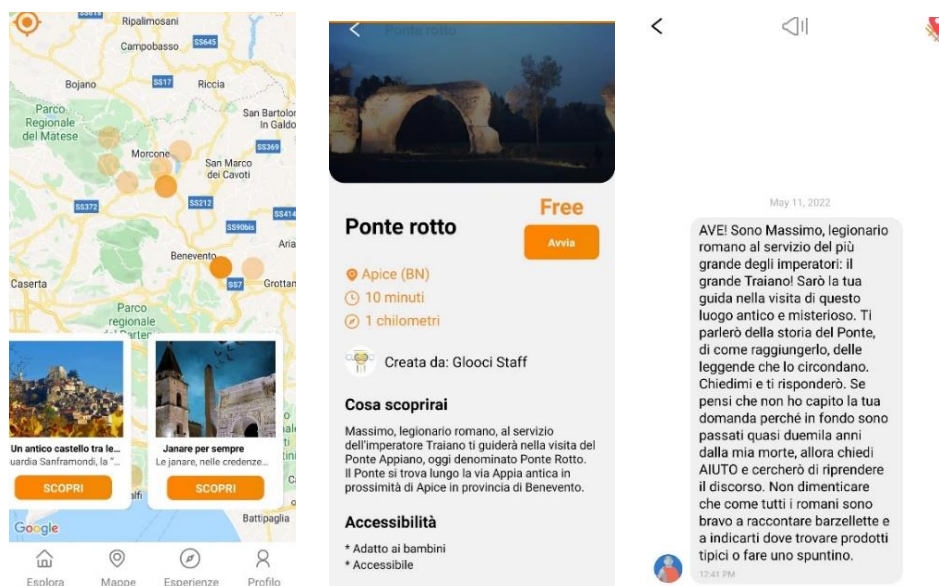 Ripalimosani
Campobasso
SS645
Bojano
SS17
Riccia
Parco
Regionale
del Matese
San Bartolor
In Galdo
Morcone
SS369
San Marco
dei Cavoti
SS372
SS212
SS414
SS90bis
Aria
Benevento
Caserta
SS7
Grottan
Parco
regionale
del Parten
Un antico castello tra le...
uardia Sanframondi, la “...
SCOPRI
Janare per sempre
Le janare, nelle credenze...
SCOPRI
alfi
Battipaglia
Google
Esplora
Mappe
Esperienze
Profilo
Ponte rotto
Ponte rotto
Free
Avvia
Apice (BN)
10 minuti
1 chilometri
Creata da: Glooci Staff
Cosa scoprirai
Massimo, legionario romano, al servizio
dell'imperatore Traiano ti guiderà nella visita del
Ponte Appiano, oggi denominato Ponte Rotto.
Il Ponte si trova lungo la via Appia antica in
prossimità di Apice in provincia di Benevento.
Accessibilità
* Adatto ai bambini
* Accessibile
May 11, 2022
AVE! Sono Massimo, legionario
romano al servizio del più
grande degli imperatori: il
grande Traiano! Sarò la tua
guida nella visita di questo
luogo antico e misterioso. Ti
parlerò della storia del Ponte,
di come raggiungerlo, delle
leggende che lo circondano.
Chiedimi e ti risponderò. Se
pensi che non ho capito la tua
domanda perché in fondo sono
passati quasi duemila anni
dalla mia morte, allora chiedi
AIUTO e cercherò di riprendere
il discorso. Non dimenticare
che come tutti i romani sono
bravo a raccontare barzellette e
a indicarti dove trovare prodotti
tipici o fare uno spuntino.
12:41 PM